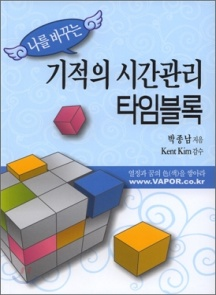 나를 바꾸는
기적의 시간관리
타임블록
박종남 지음
Kent Kim 감수
열정과 꿈의 色(색)을 찾아라
www.VAPOR.co.kr